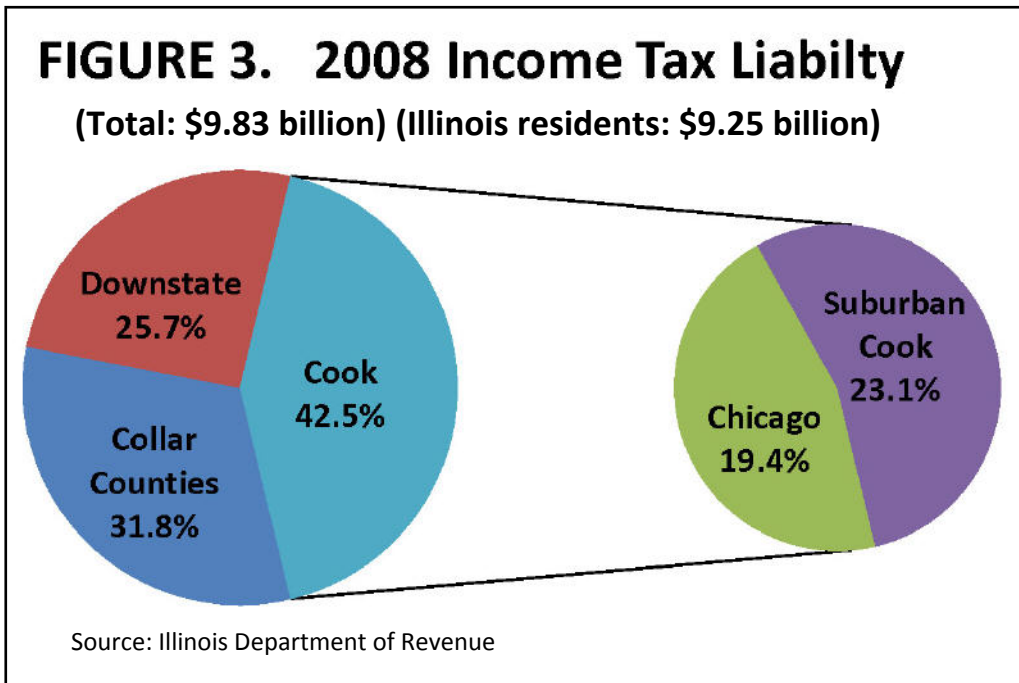 FIGURE 3. 2008 Income Tax Liabilty
(Total: $9.83 billion) (Illinois residents: $9.25 billion)
Downstate
25.7%
Cook
42.5%
Collar
Counties
31.8%
Suburban
Cook
23.1%
Chicago
19.4%
Source: Illinois Department of Revenue